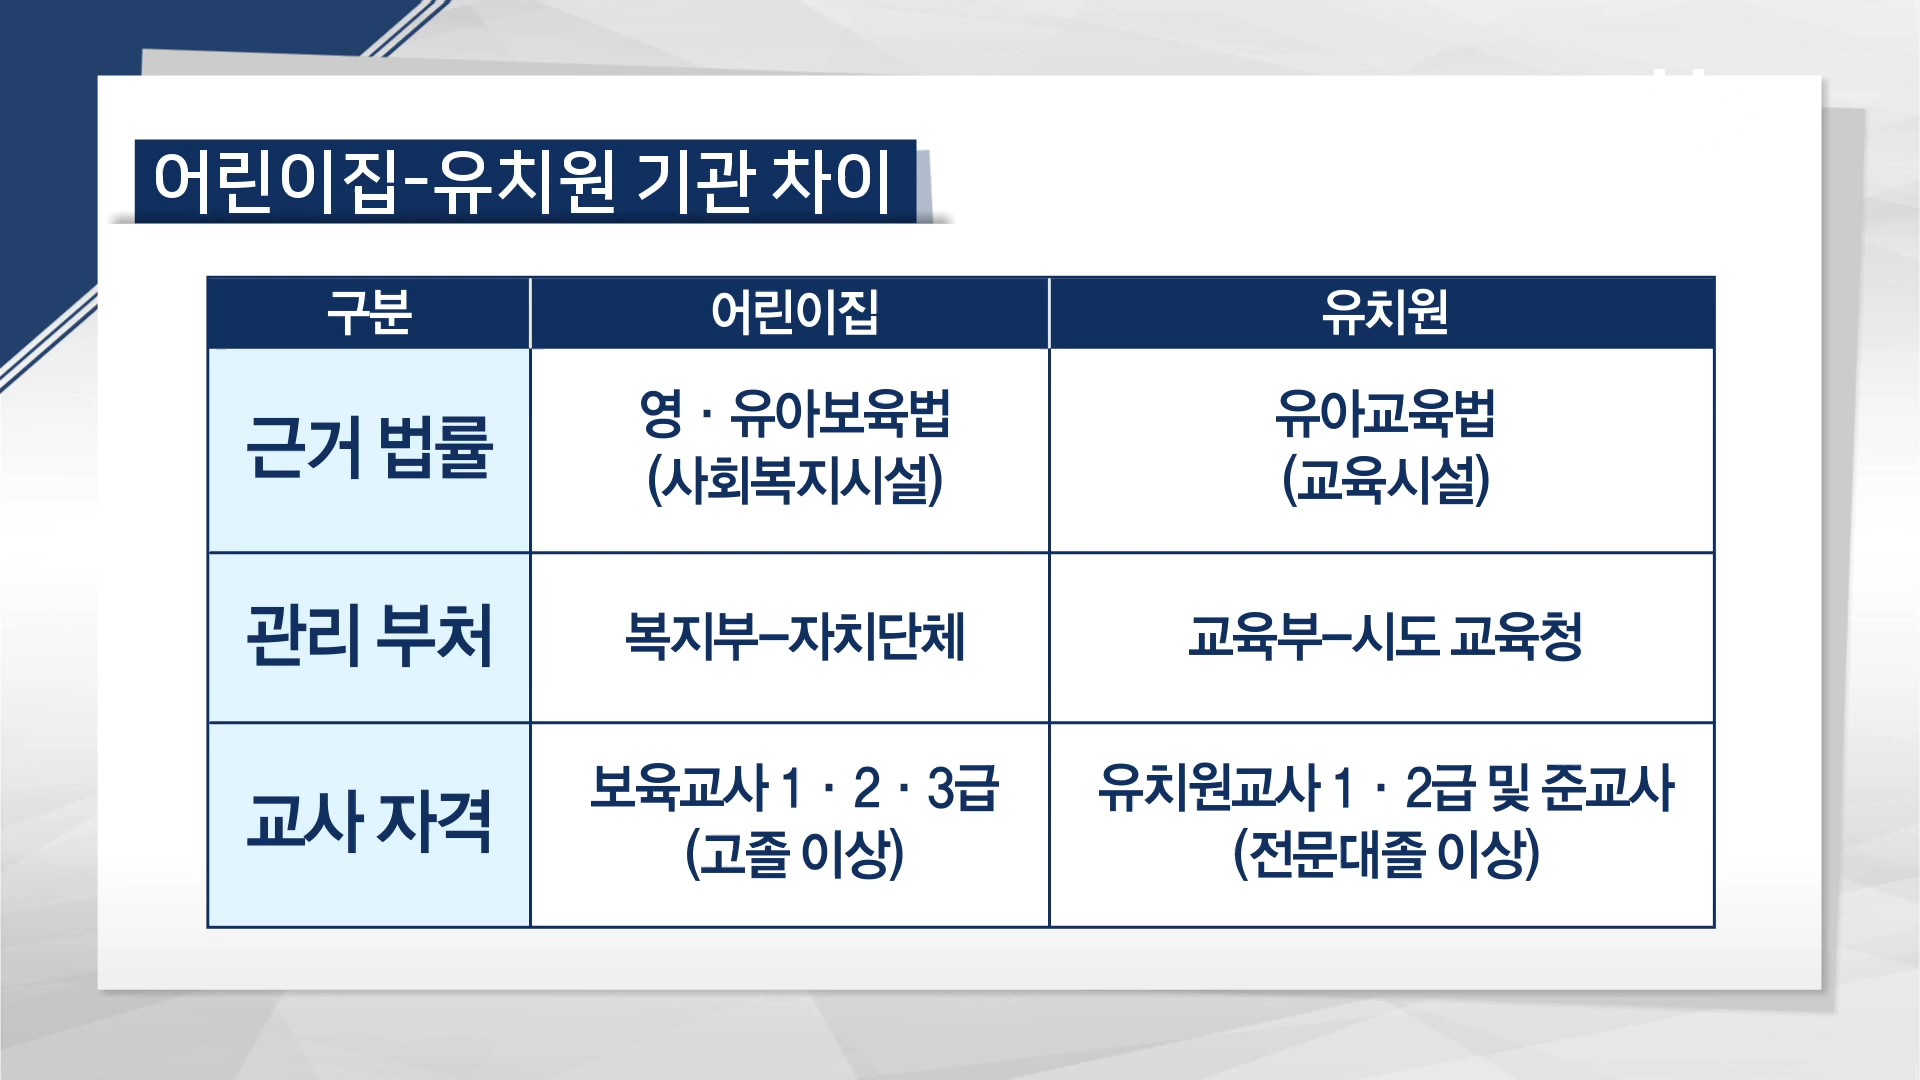 어린이집-유치원 기관 차이
구분 어린이집 유치원
근거 법률
영·유아보육법
(사회복지시설)
유아교육법
(교육시설)
관리 부처 복지부-자치단체 교육부-시도 교육청
교사 자격
보육교사 1·2·3급
(고졸 이상)
유치원교사 1·2급 및 준교사
(전문대졸 이상)